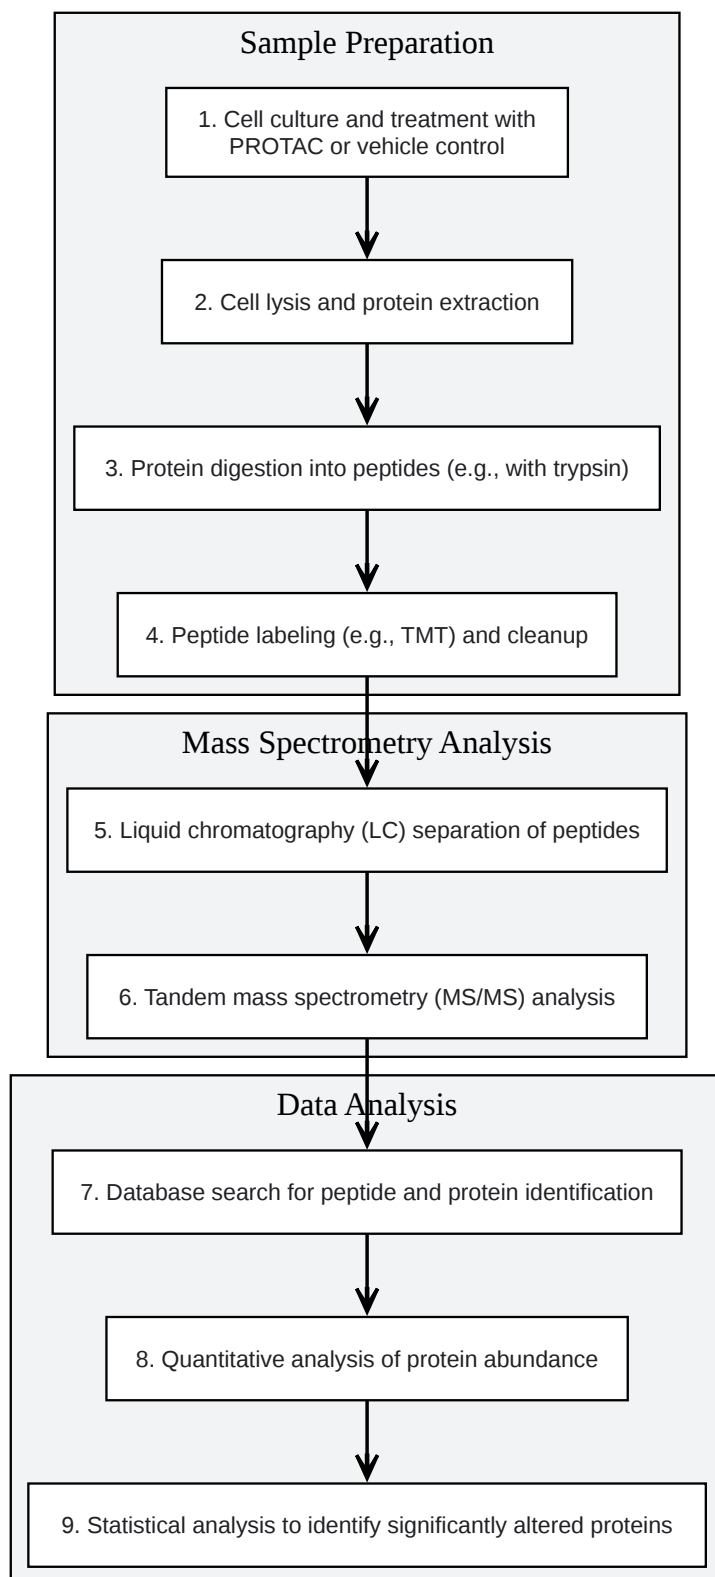 Sample Preparation
1. Cell culture and treatment with
PROTAC or vehicle control
2. Cell lysis and protein extraction
3. Protein digestion into peptides (e.g., with trypsin)
4. Peptide labeling (e.g., TMT) and cleanup
Mass Spectrometry Analysis
5. Liquid chromatography (LC) separation of peptides
6. Tandem mass spectrometry (MS/MS) analysis
Data Analysis
7. Database search for peptide and protein identification
8. Quantitative analysis of protein abundance
9. Statistical analysis to identify significantly altered proteins